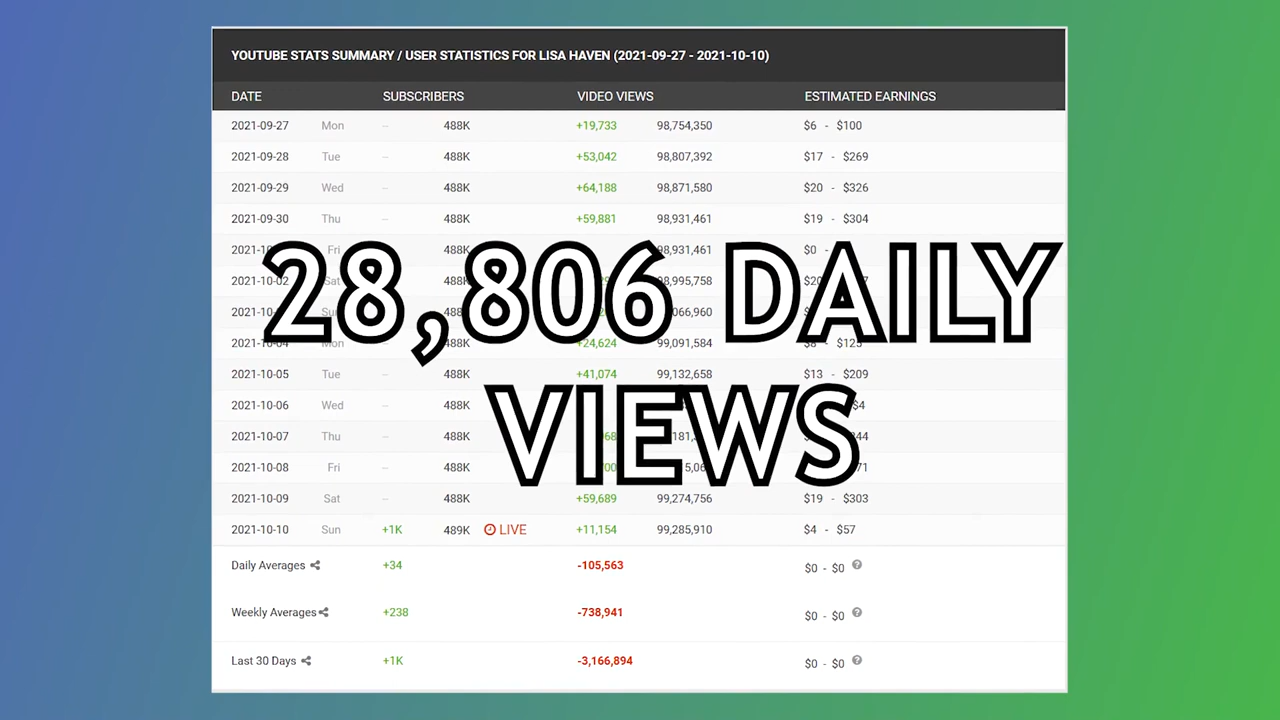 YOUTUBE STATS SUMMARY / USER STATISTICS FOR LISA HAVEN (2021-09-27 - 2021-10-10)
DATE SUBSCRIBERS VIDEO VIEWS ESTIMATED EARNINGS
2021-09-27 Mon -- 488K +19,733 98,754,350 $6 - $100
2021-09-28 Tue -- 488K +53,042 98,807,392 $17 - $269
2021-09-29 Wed -- 488K +64,188 98,871,580 $20 - $326
2021-09-30 Thu -- 488K +59,881 98,931,461 $19 - $304
Fri 488K 98,931,461 $0 -
28,806 DAILY
VIEWS
2021-10-02 Sat 488K 98,995,758
488K
2021-10-04 Mon 488K +24,624 99,091,584 $8 - $125
2021-10-05 Tue -- 488K +41,074 99,132,658 $13 - $209
2021-10-06 Wed -- 488K $4
2021-10-07 Thu -- 488K
2021-10-08 Fri -- 488K
2021-10-09 Sat -- 488K +59,689 99,274,756 $19 - $303
2021-10-10 Sun +1K 489K LIVE +11,154 99,285,910 $4 - $57
Daily Averages +34 -105,563 $0 - $0 ?
Weekly Averages +238 -738,941 $0 - $0 ?
Last 30 Days +1K -3,166,894 $0 - $0 ?